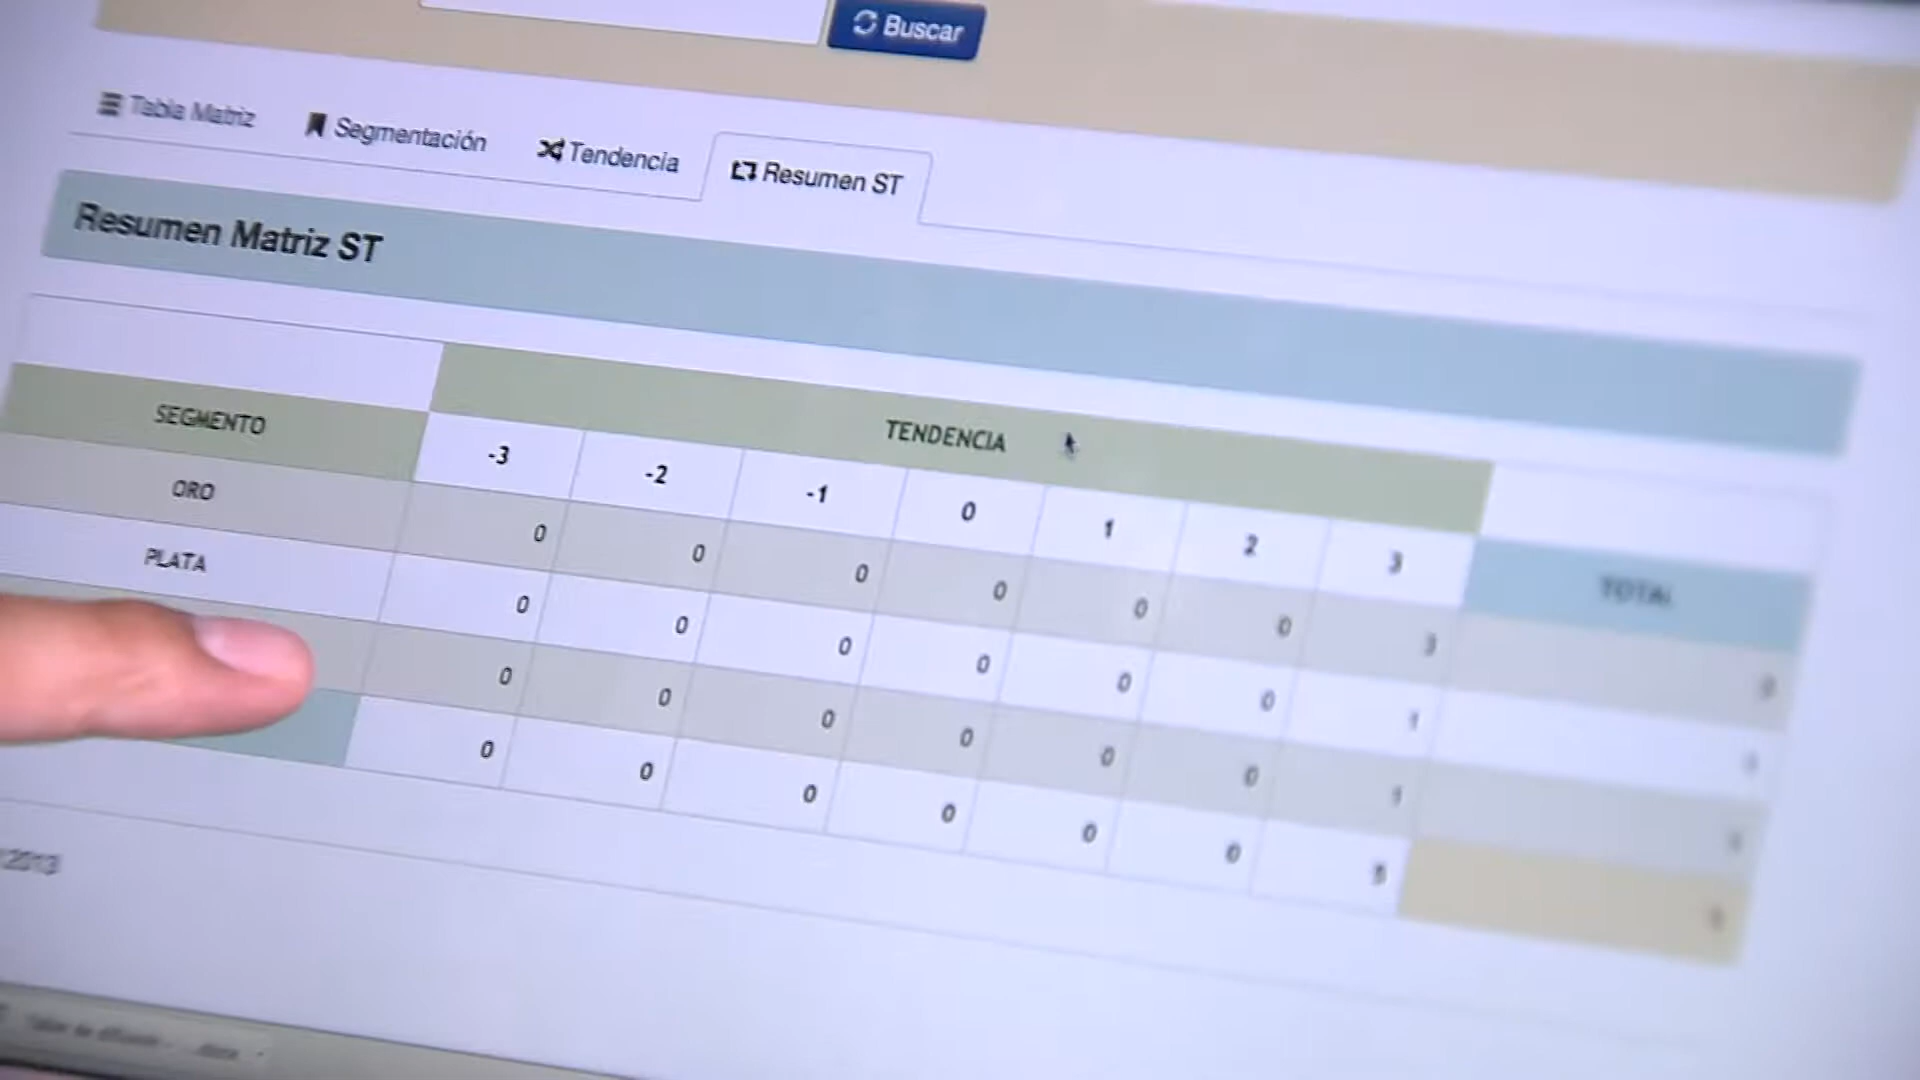 Buscar
Tabla Matriz Segmentación Tendencia Resumen ST
Resumen Matriz ST
TENDENCIA
SEGMENTO -3 -2 -1 0 1 2 3 TOTAL
ORO 0 0 0 0 0 0 3
PLATA 0 0 0 0 0 0 1
0 0 0 0 0 0 1
0 0 0 0 0 0 5
2013